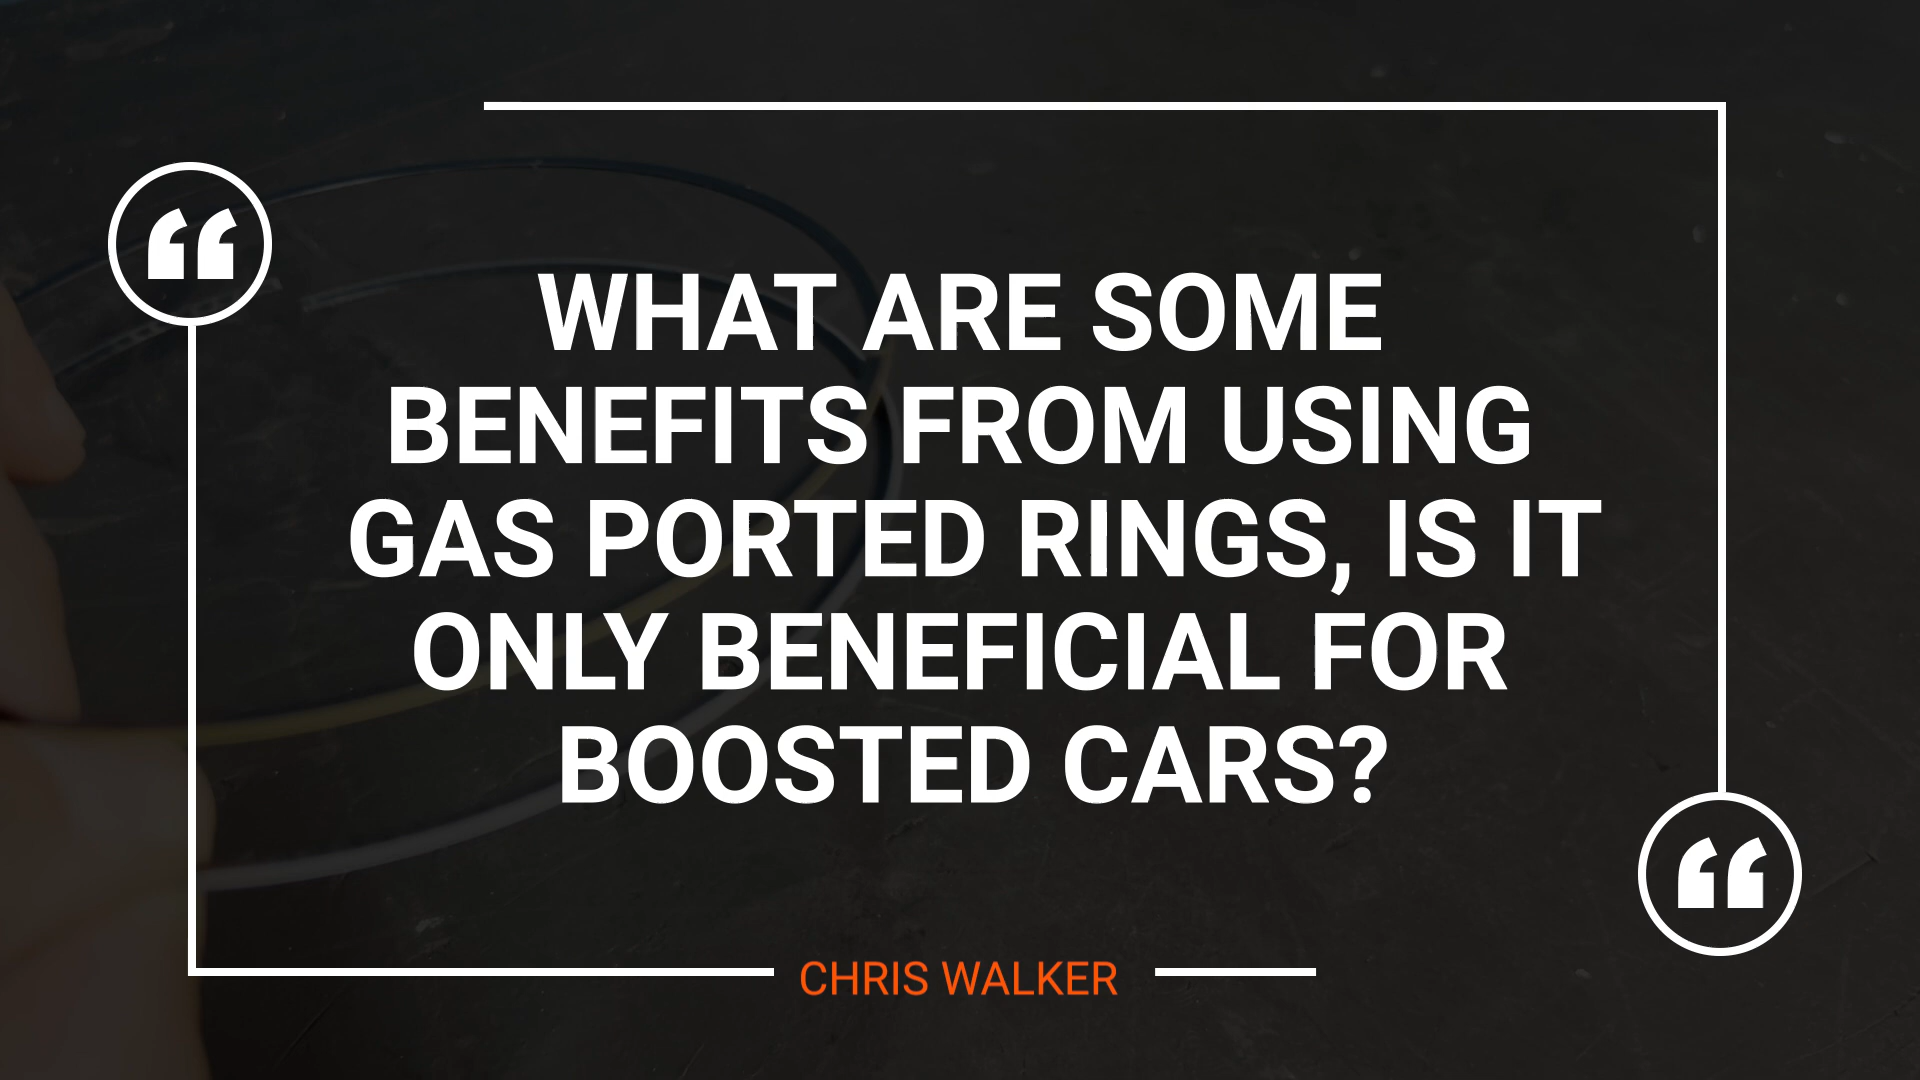 WHAT ARE SOME
BENEFITS FROM USING
GAS PORTED RINGS, IS IT
ONLY BENEFICIAL FOR
BOOSTED CARS?
CHRIS WALKER